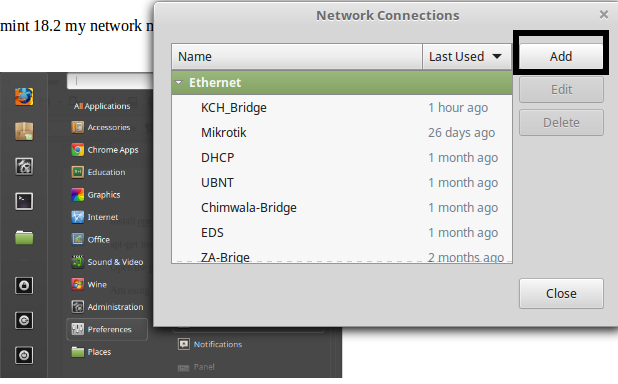 mint 18.2 my network
Network Connections
Name Last Used
Add
Ethernet
Edit
KCH_Bridge 1 hour ago
Delete
Mikrotik 26 days ago
DHCP 1 month ago
UBNT 1 month ago
Chimwala-Bridge 1 month ago
EDS 1 month ago
ZA-Brige 2 months ago
Close
All Applications
Accessories
Chrome Apps
Education
Graphics
Internet
Office
Sound & Video
Wine
Administration
Preferences
Places
Notifications
Panel